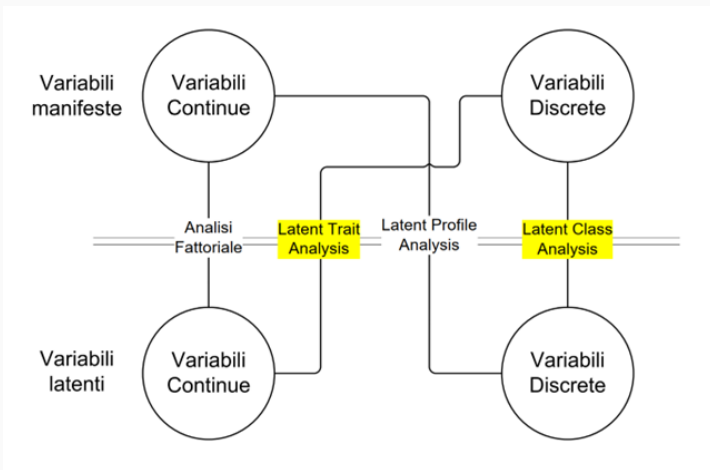 Variabili
manifeste
Variabili
Continue
Variabili
Discrete
Analisi
Fattoriale
Latent Trait
Analysis
Latent Profile
Analysis
Latent Class
Analysis
Variabili
latenti
Variabili
Continue
Variabili
Discrete